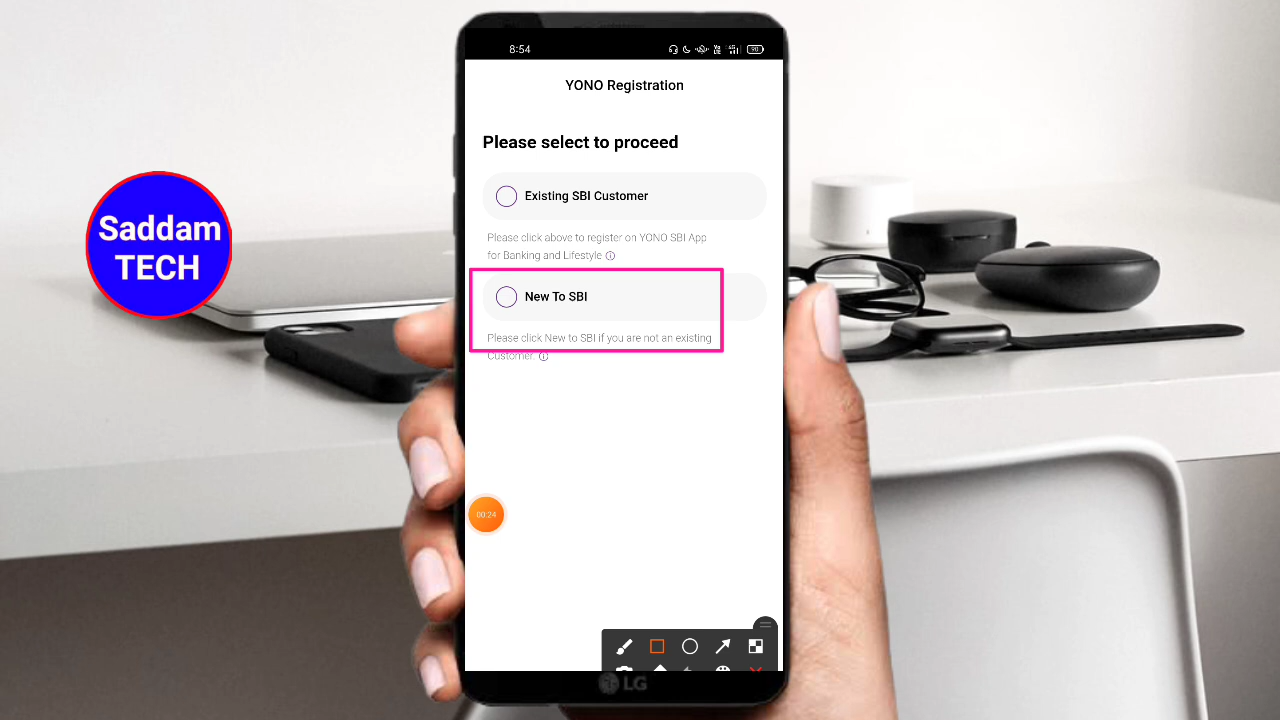 8:54
YONO Registration
Please select to proceed
Existing SBI Customer
Please click above to register on YONO SBI App
for Banking and Lifestyle
New To SBI
Please click New to SBI if you are not an existing
Customer
Saddam
TECH
00:24
LG